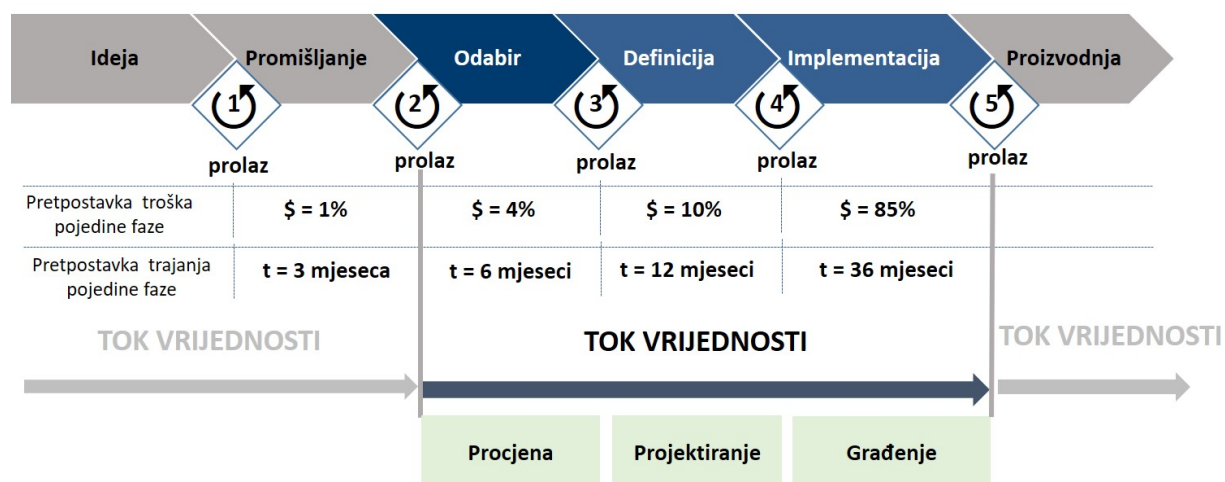 Ideja
Promišljanje
Odabir
Definicija
Implementacija
Proizvodnja
1
2
3
4
5
prolaz
prolaz
prolaz
prolaz
prolaz
Pretpostavka troška
pojedine faze
$ = 1%
$ = 4%
$ = 10%
$ = 85%
Pretpostavka trajanja
pojedine faze
t = 3 mjeseca
t = 6 mjeseci
t = 12 mjeseci
t = 36 mjeseci
TOK VRIJEDNOSTI
TOK VRIJEDNOSTI
TOK VRIJEDNOSTI
Procjena
Projektiranje
Građenje